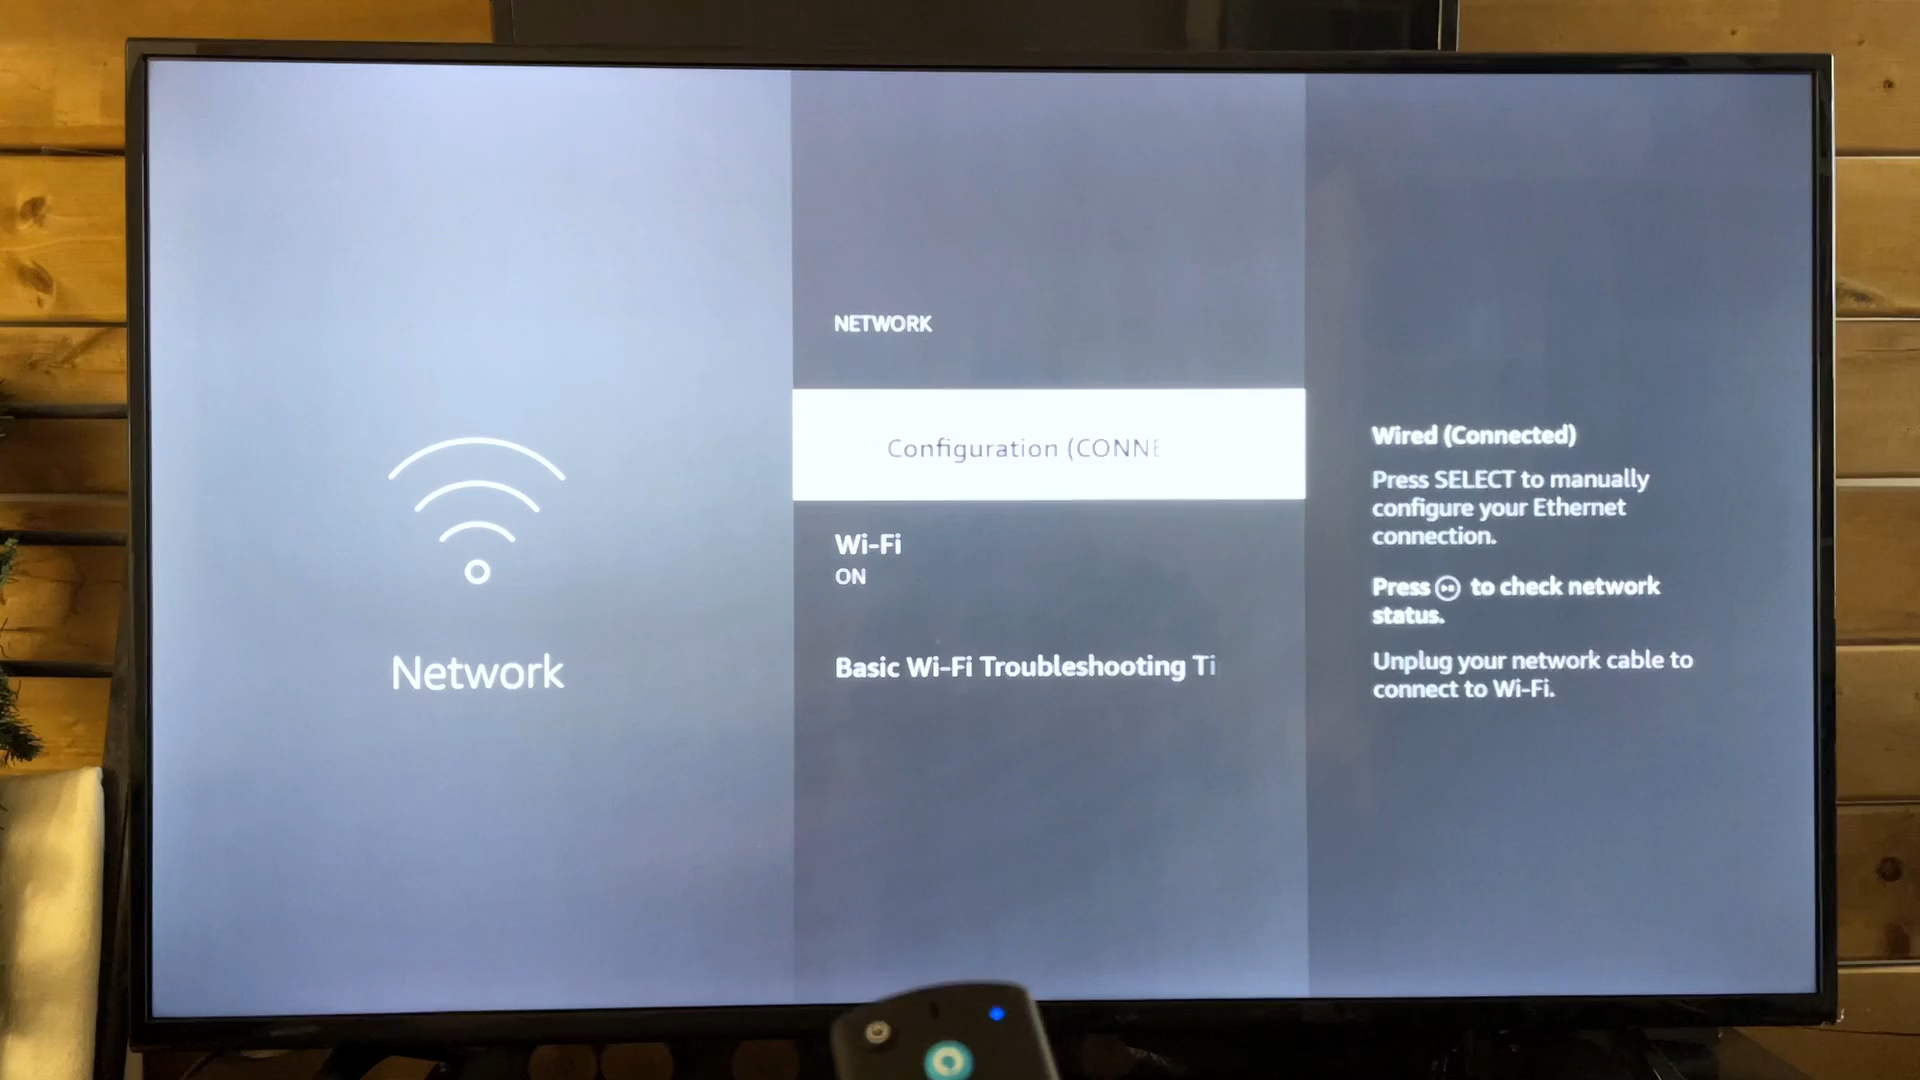 Network
NETWORK
Configuration (CONNE
Wi-Fi
ON
Basic Wi-Fi Troubleshooting Ti
Wired (Connected)
Press SELECT to manually
configure your Ethernet
connection.
Press to check network
status.
Unplug your network cable to
connect to Wi-Fi.